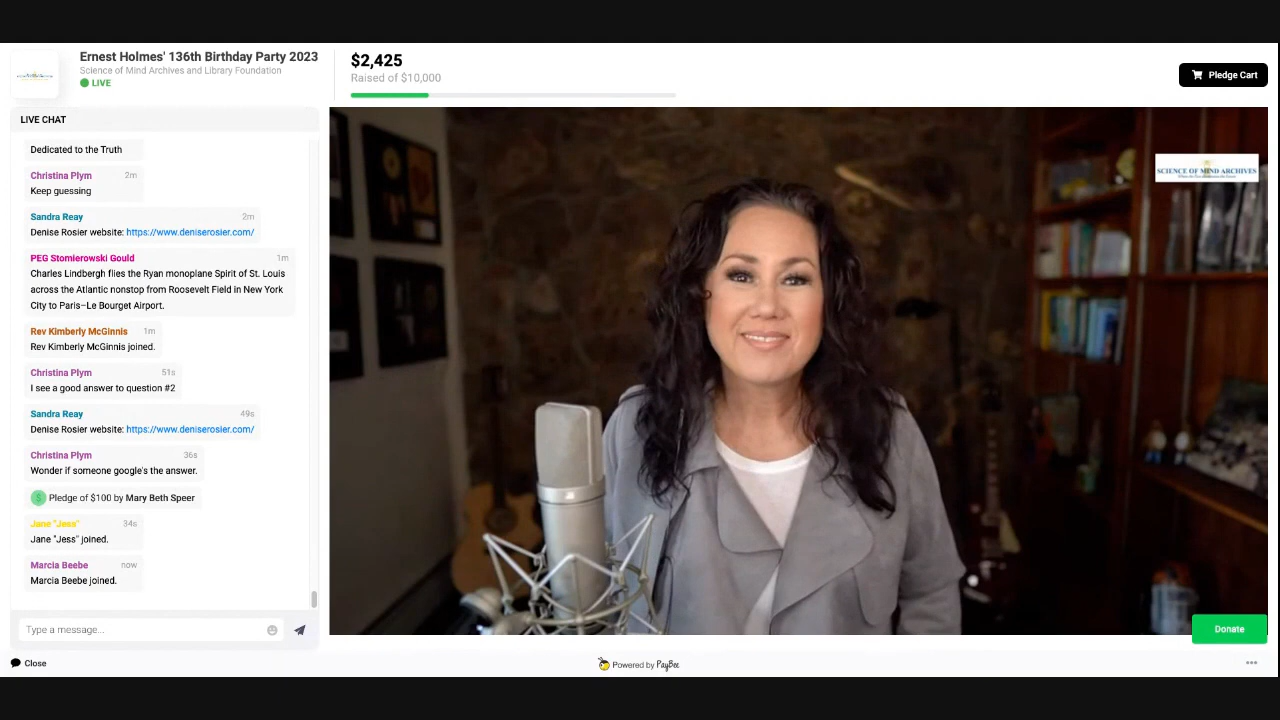 Ernest Holmes' 136th Birthday Party 2023
Science of Mind Archives and Library Foundation
LIVE
$2,425
Raised of $10,000
Pledge Cart
LIVE CHAT
Dedicated to the Truth
Christina Plym 2m
Keep guessing
Sandra Reay 2m
Denise Rosier website: https://www.deniserosier.com/
PEG Stomierowski Gould 1m
Charles Lindbergh flies the Ryan monoplane Spirit of St. Louis
across the Atlantic nonstop from Roosevelt Field in New York
City to Paris–Le Bourget Airport.
Rev Kimberly McGinnis 1m
Rev Kimberly McGinnis joined.
Christina Plym 51s
I see a good answer to question #2
Sandra Reay 49s
Denise Rosier website: https://www.deniserosier.com/
Christina Plym 36s
Wonder if someone google's the answer.
$ Pledge of $100 by Mary Beth Speer
Jane "Jess" 34s
Jane "Jess" joined.
Marcia Beebe now
Marcia Beebe joined.
Type a message...
Close
SCIENCE OF MIND ARCHIVES
Donate
Powered by PayBee